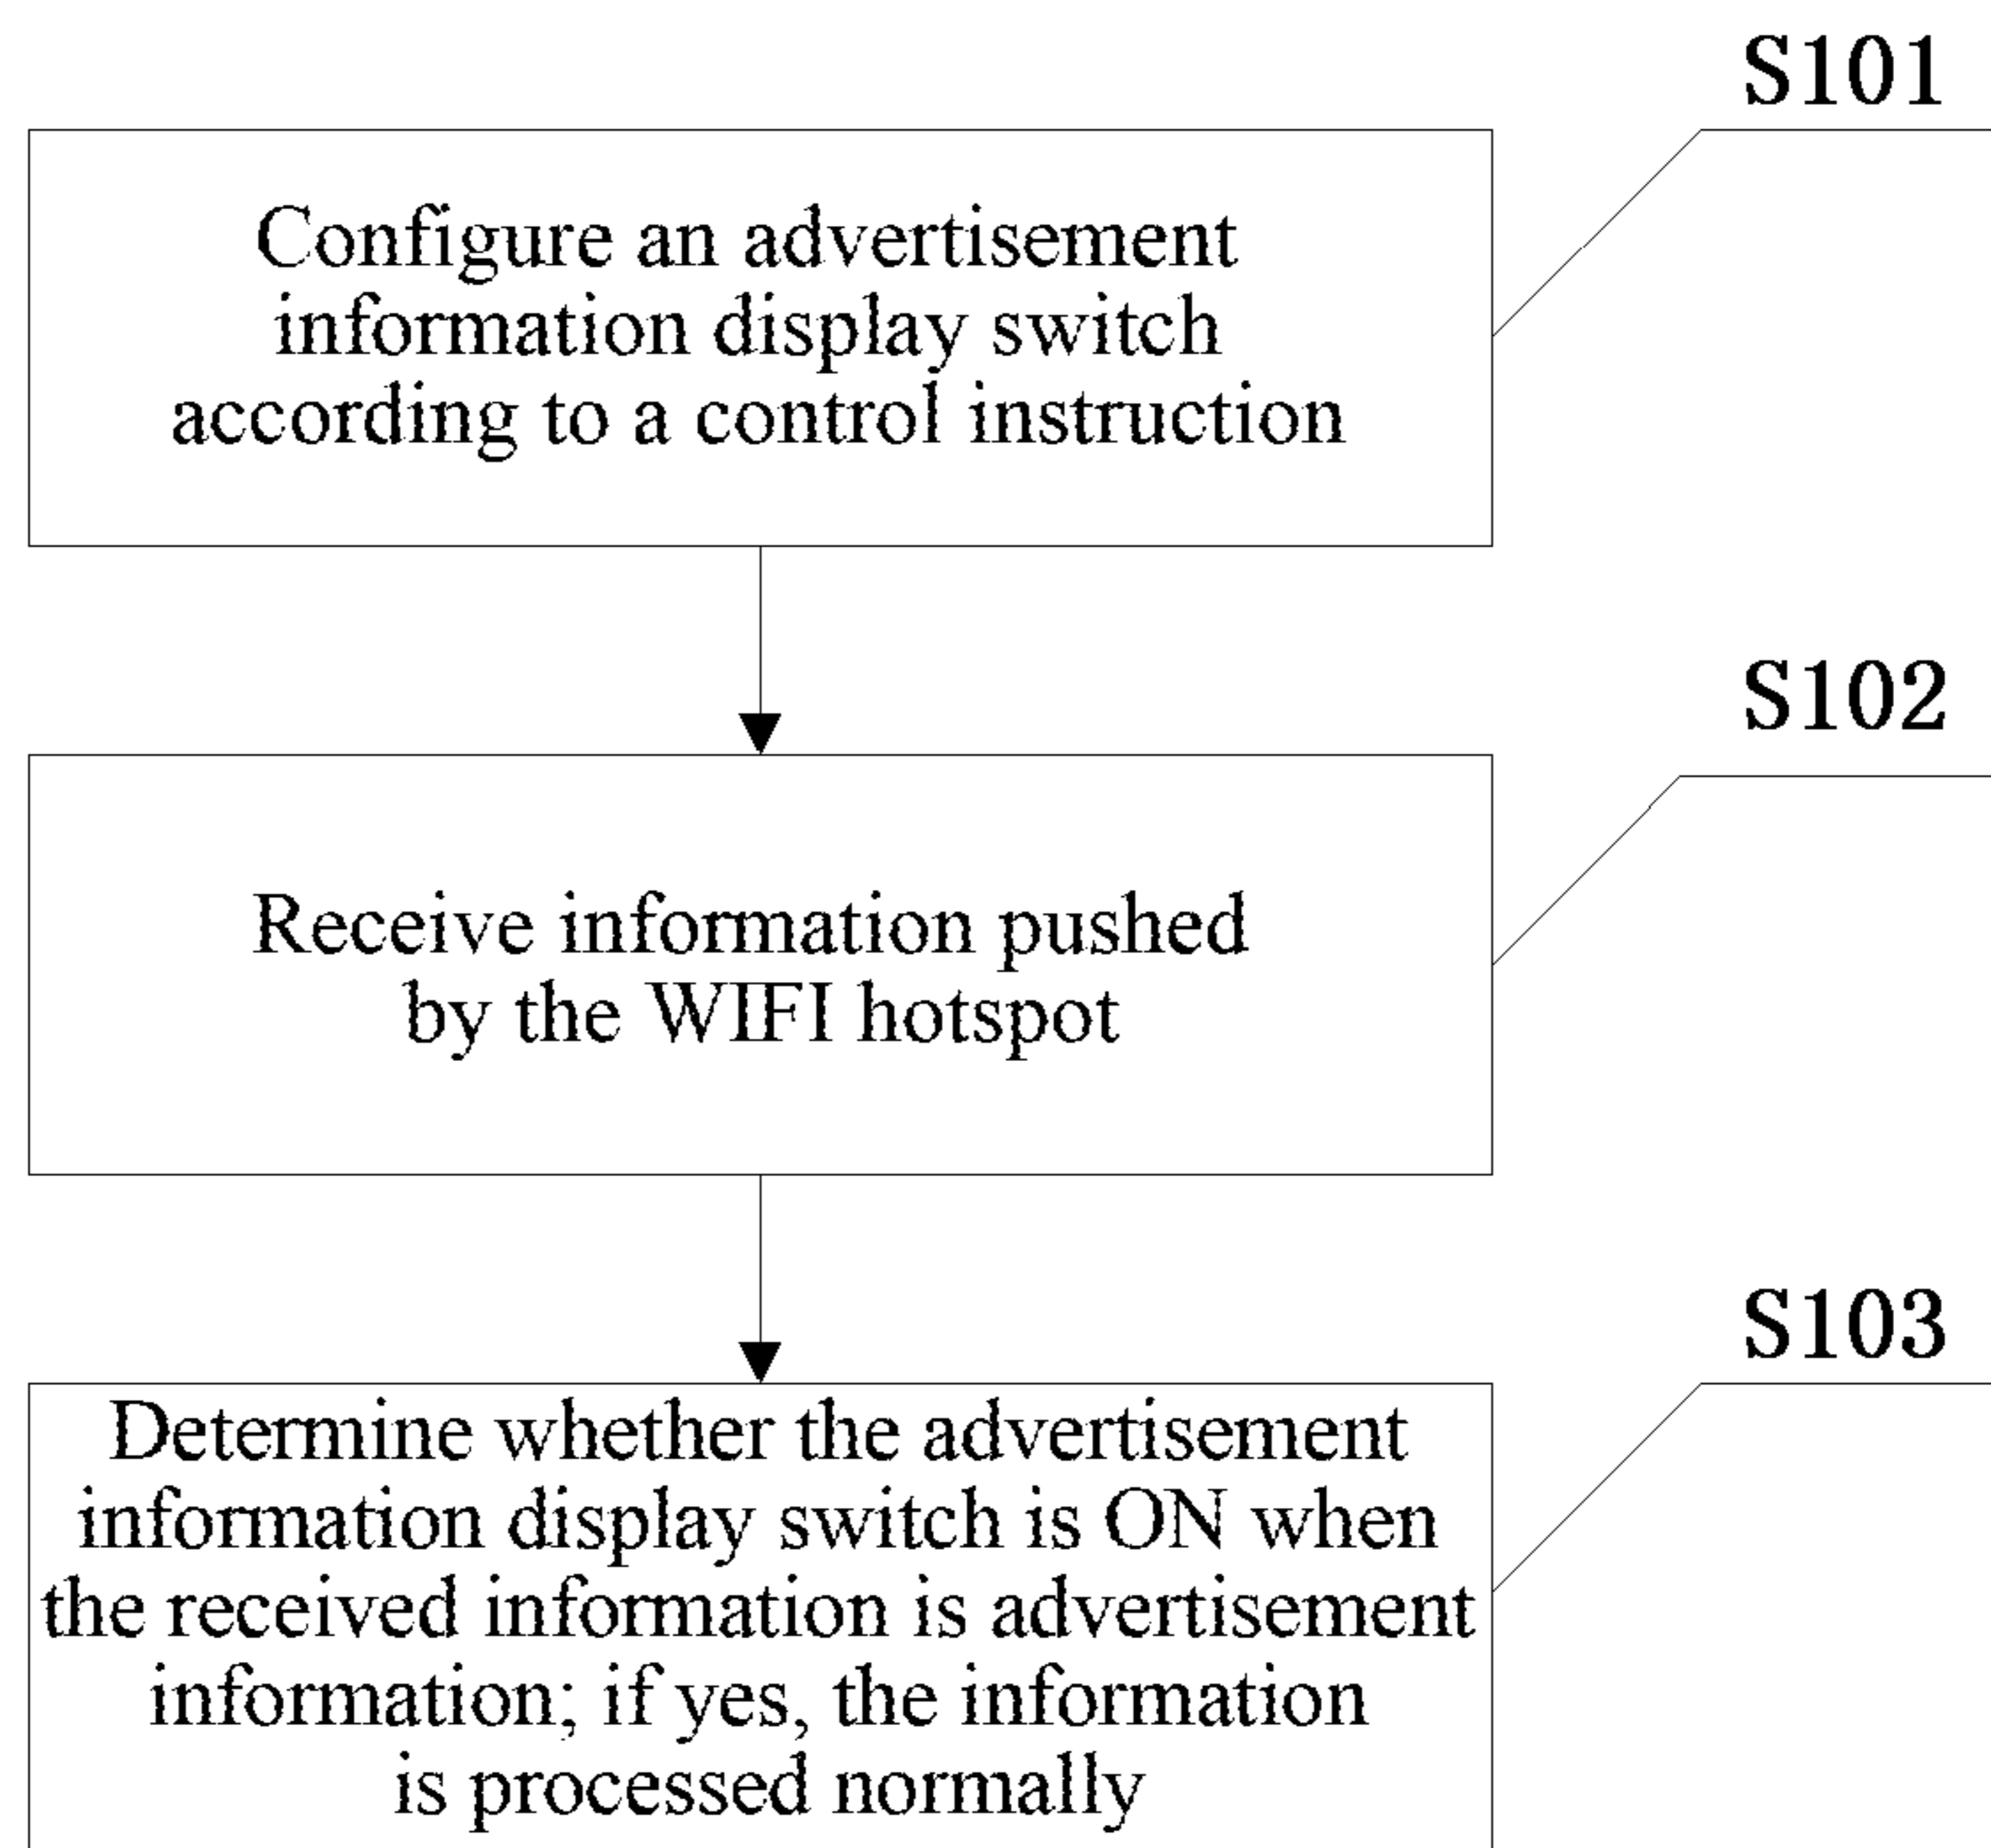 S101
Configure an advertisement
information display switch
according to a control instruction
S102
Receive information pushed
by the WIFI hotspot
S103
Determine whether the advertisement
information display switch is ON when
the received information is advertisement
information; if yes, the information
is processed normally